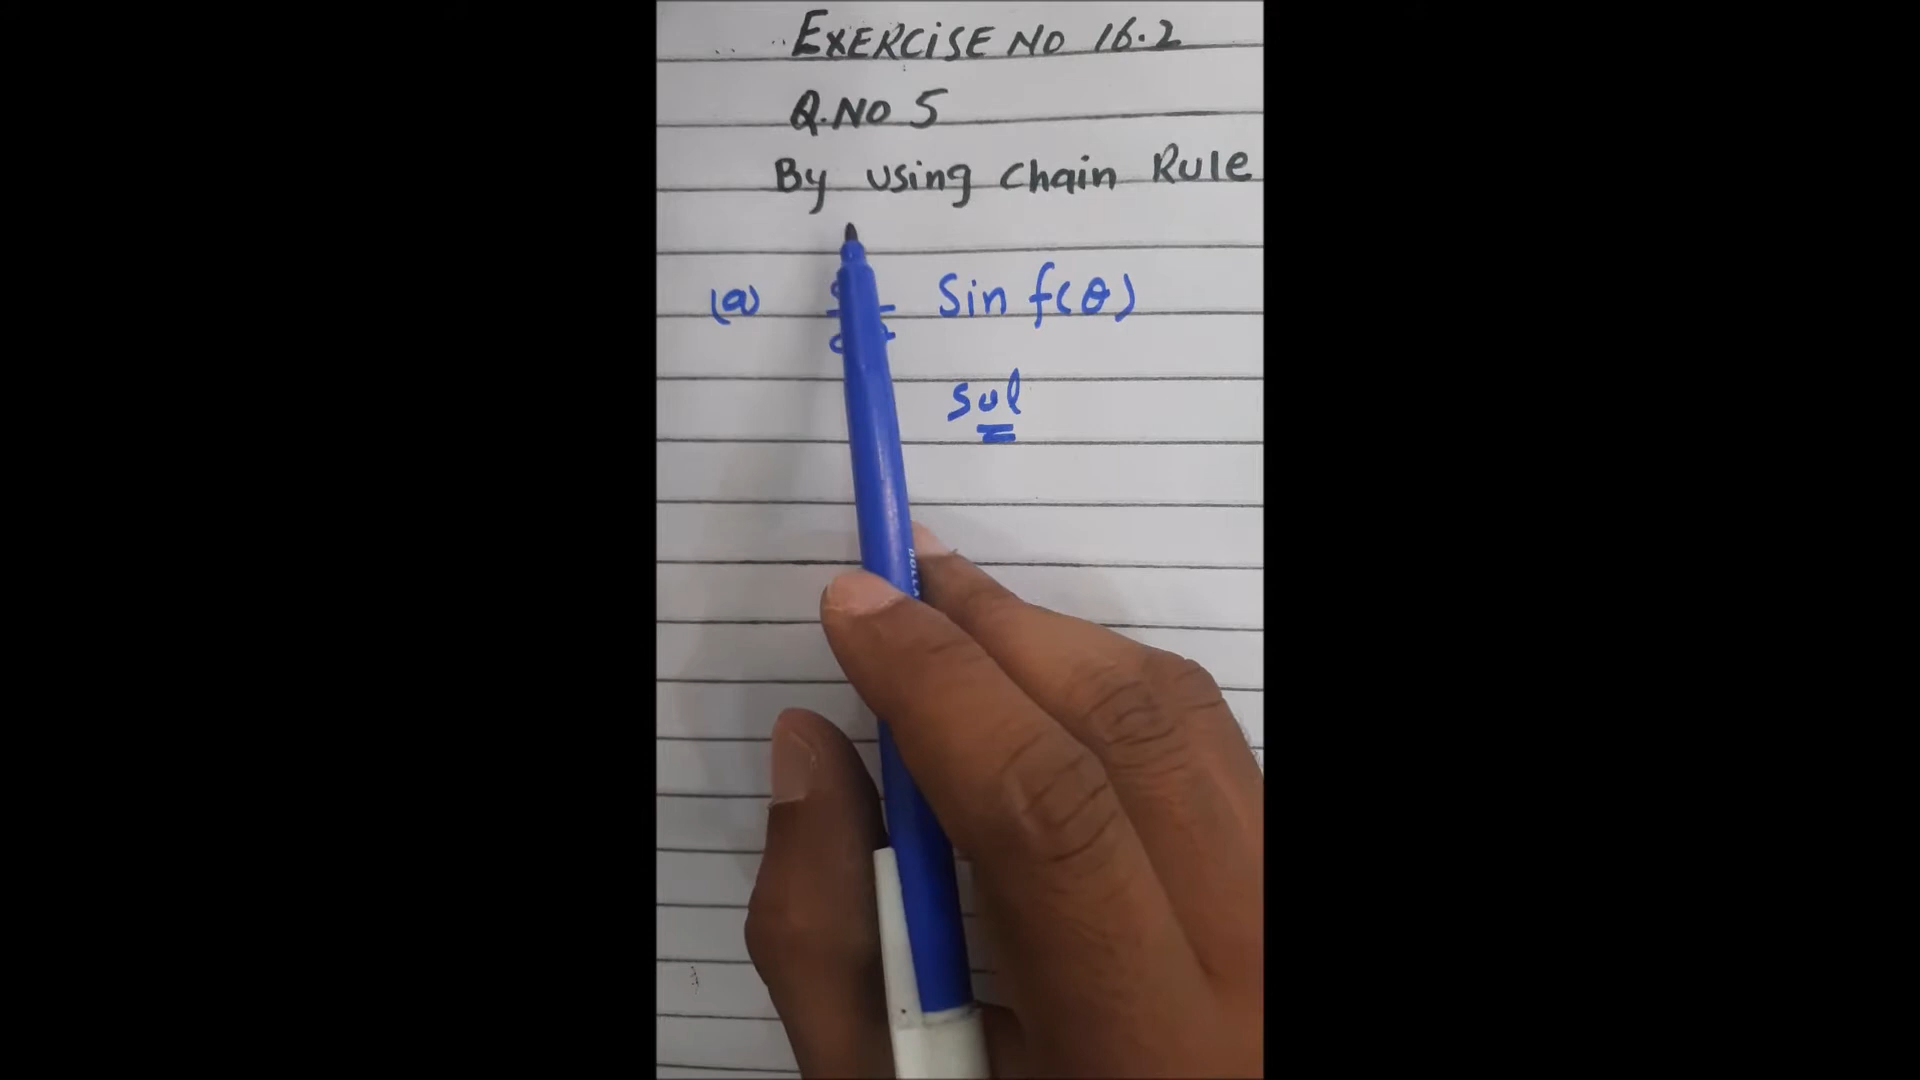 EXERCISE NO 16.2
Q.NO 5
By using Chain Rule
(a) Sin f(θ)
Sol